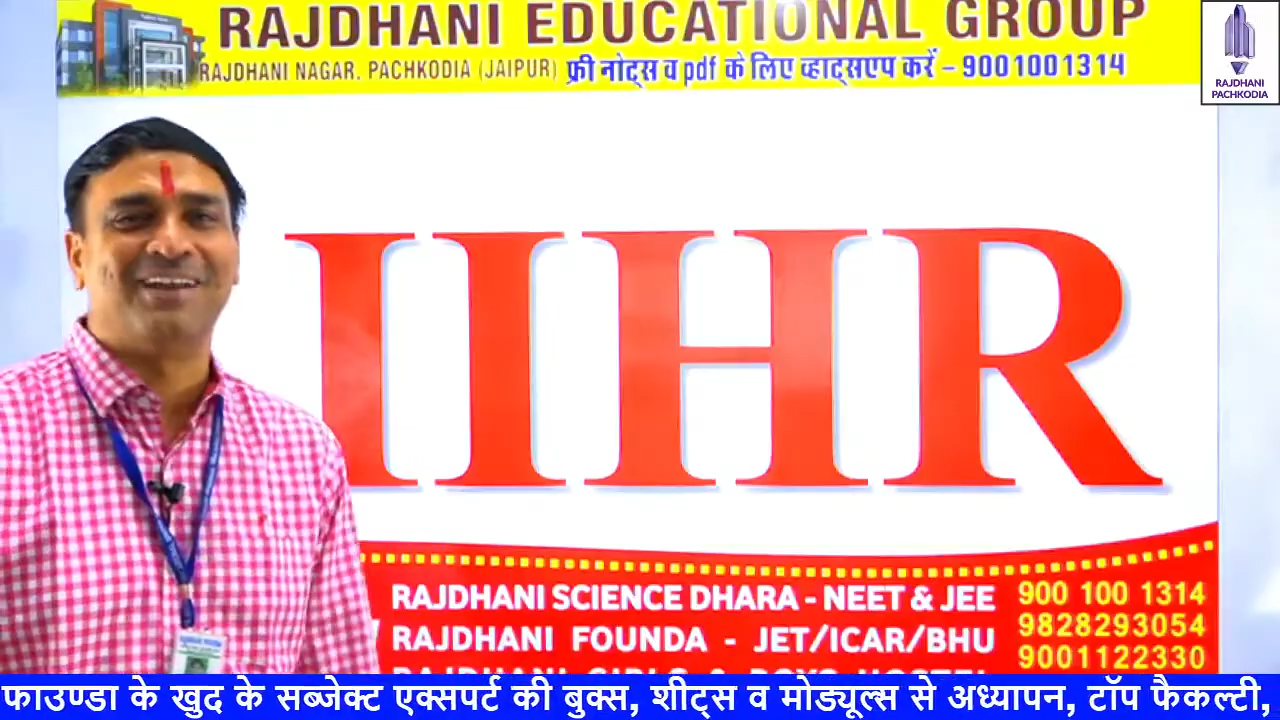 RAJDHANI EDUCATIONAL GROUP
RAJDHANI NAGAR, PACHKODIA (JAIPUR) फ्री नोट्स व pdf के लिए व्हाट्सएप करें – 9001001314
RAJDHANI
PACHKODIA
IIHR
RAJDHANI SCIENCE DHARA - NEET & JEE 900 100 1314
RAJDHANI FOUNDA - JET/ICAR/BHU 9828293054
9001122330
फाउण्डा के खुद के सब्जेक्ट एक्सपर्ट की बुक्स, शीट्स व मोड्यूल्स से अध्यापन, टॉप फैकल्टी,